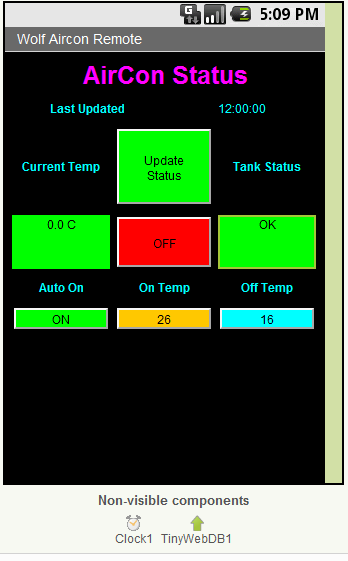 5:09 PM
Wolf Aircon Remote
AirCon Status
Last Updated 12:00:00
Current Temp
Update
Status
Tank Status
0.0 C
OFF
OK
Auto On On Temp Off Temp
ON 26 16
Non-visible components
Clock1 TinyWebDB1